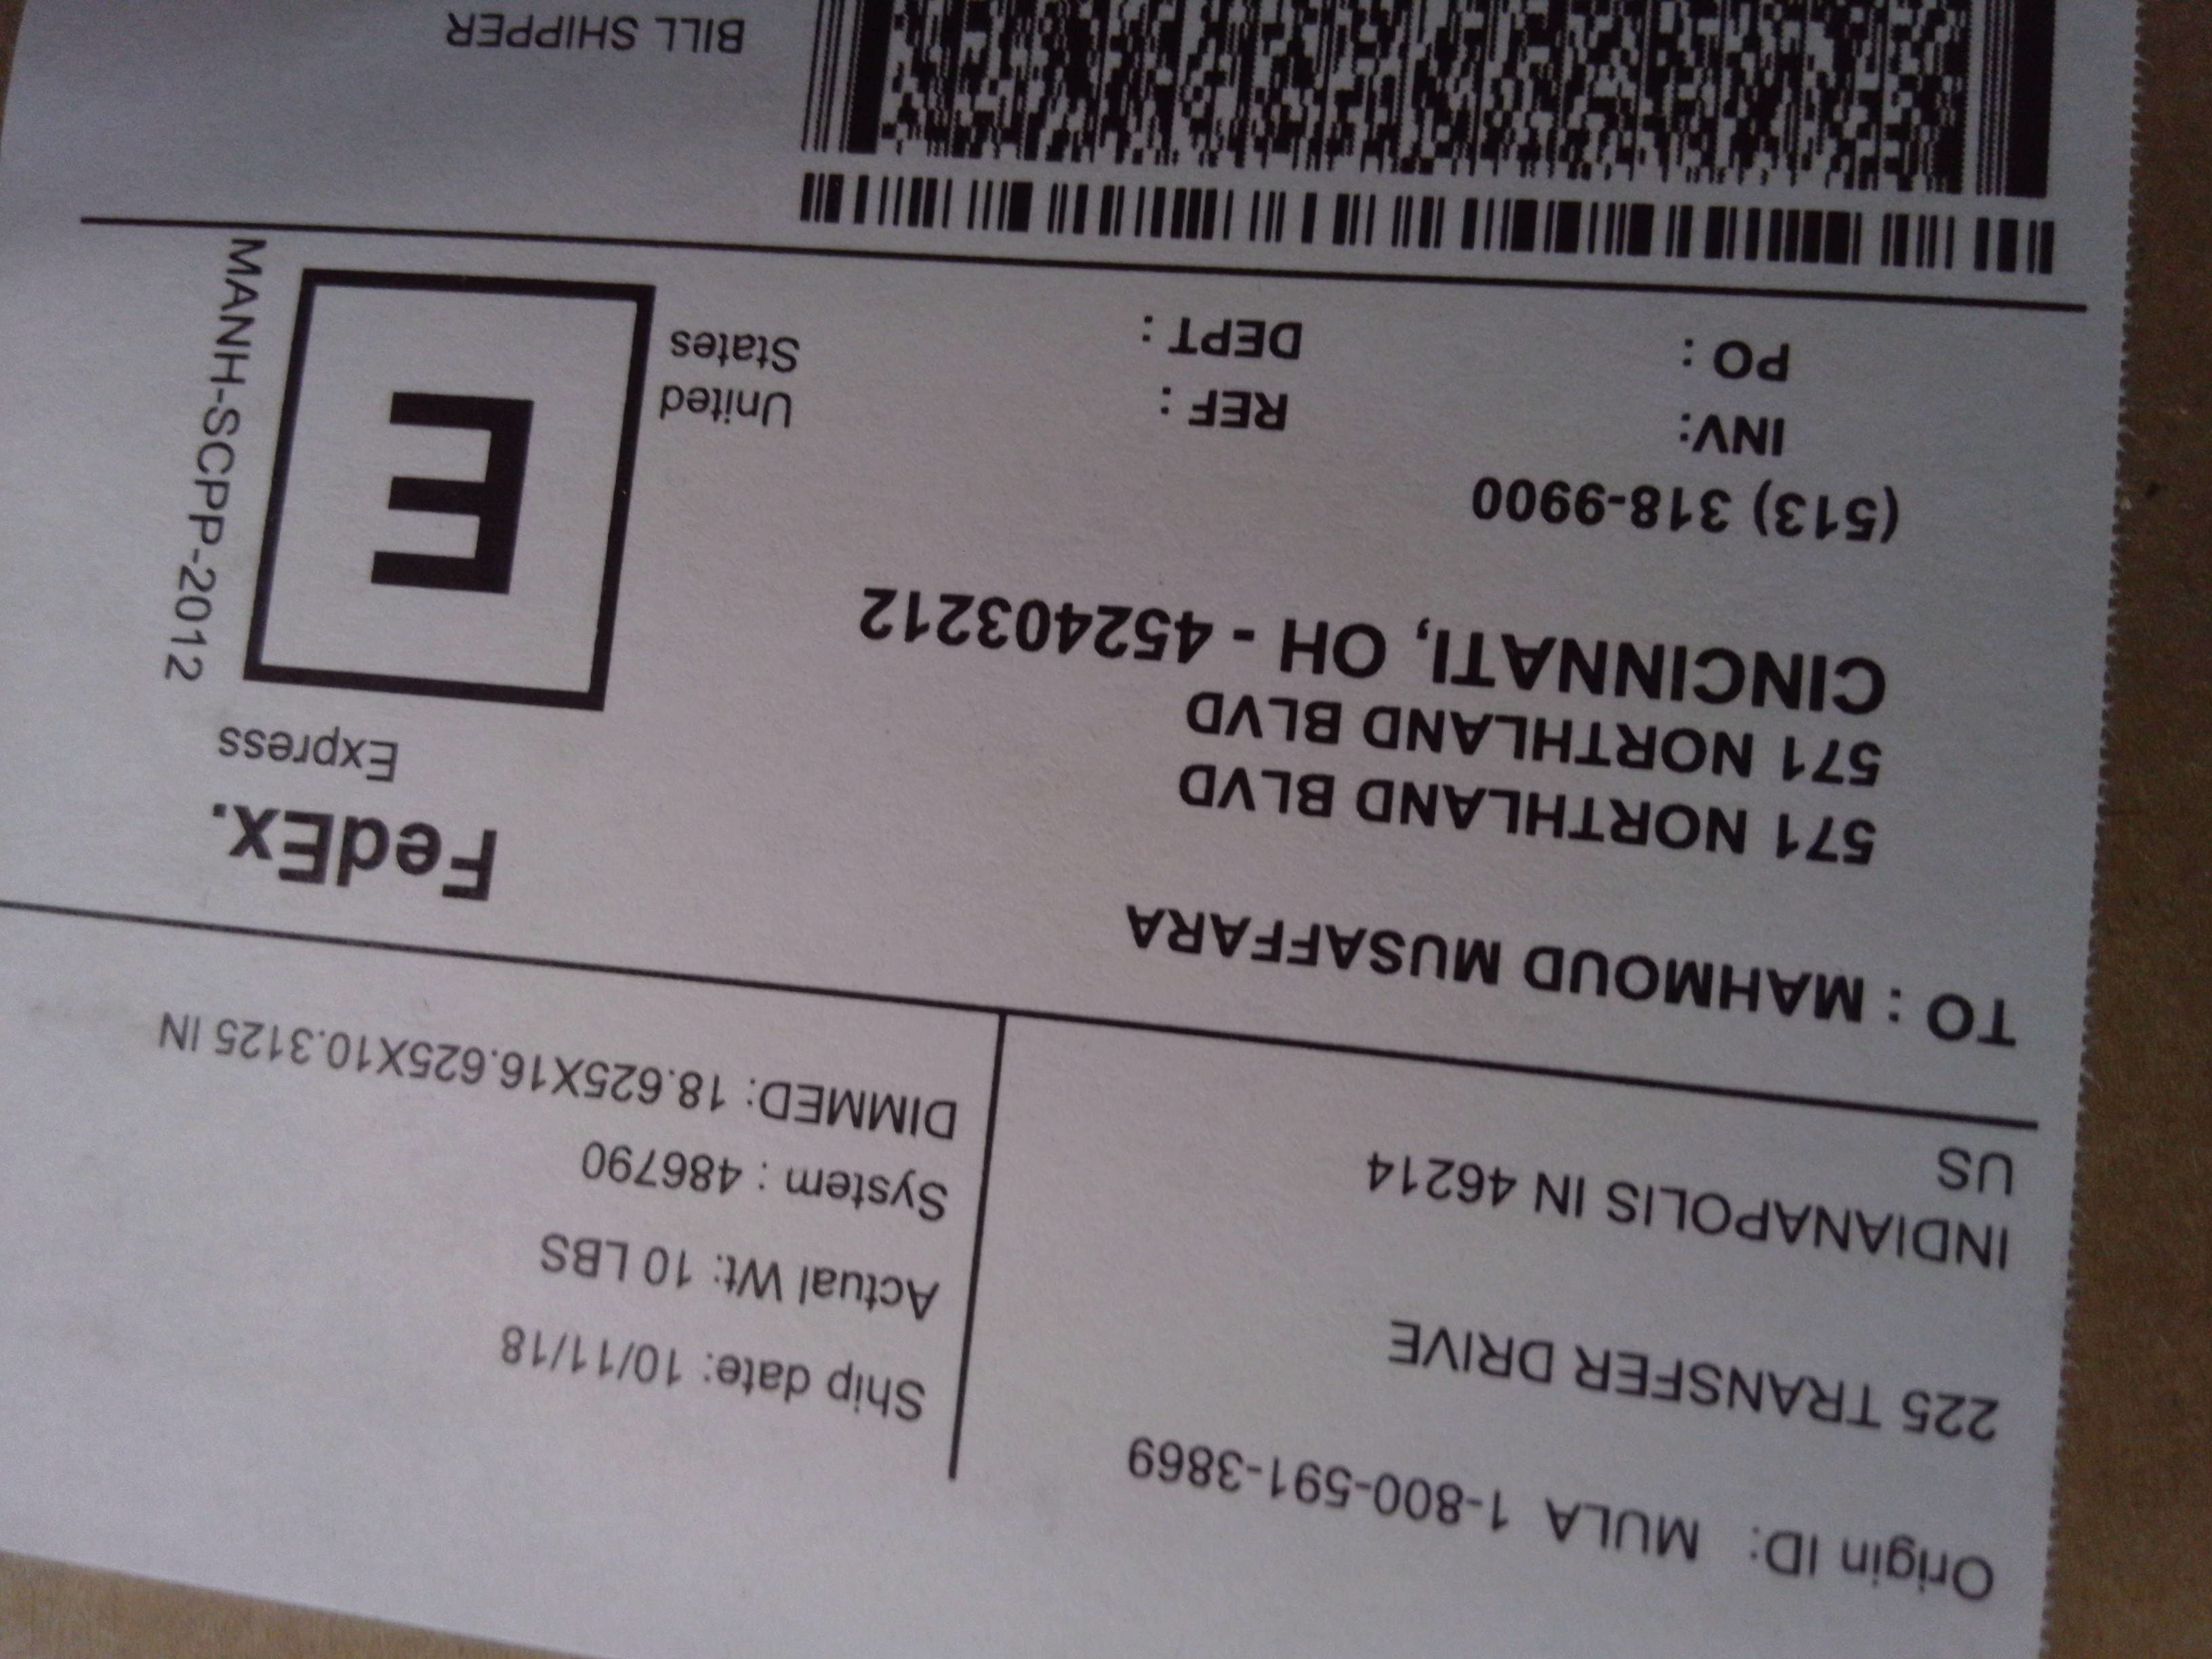 Origin ID: MULA 1-800-591-3869
225 TRANSFER DRIVE
INDIANAPOLIS IN 46214
US
Ship date: 10/11/18
Actual Wt: 10 LBS
System : 486790
DIMMED: 18.625X16.625X10.3125 IN
TO : MAHMOUD MUSAFFARA
571 NORTHLAND BLVD
571 NORTHLAND BLVD
CINCINNATI, OH - 452403212
(513) 318-9900
INV:
REF :
PO :
DEPT :
FedEx.
Express
E
United
States
MANH-SCPP-2012
BILL SHIPPER